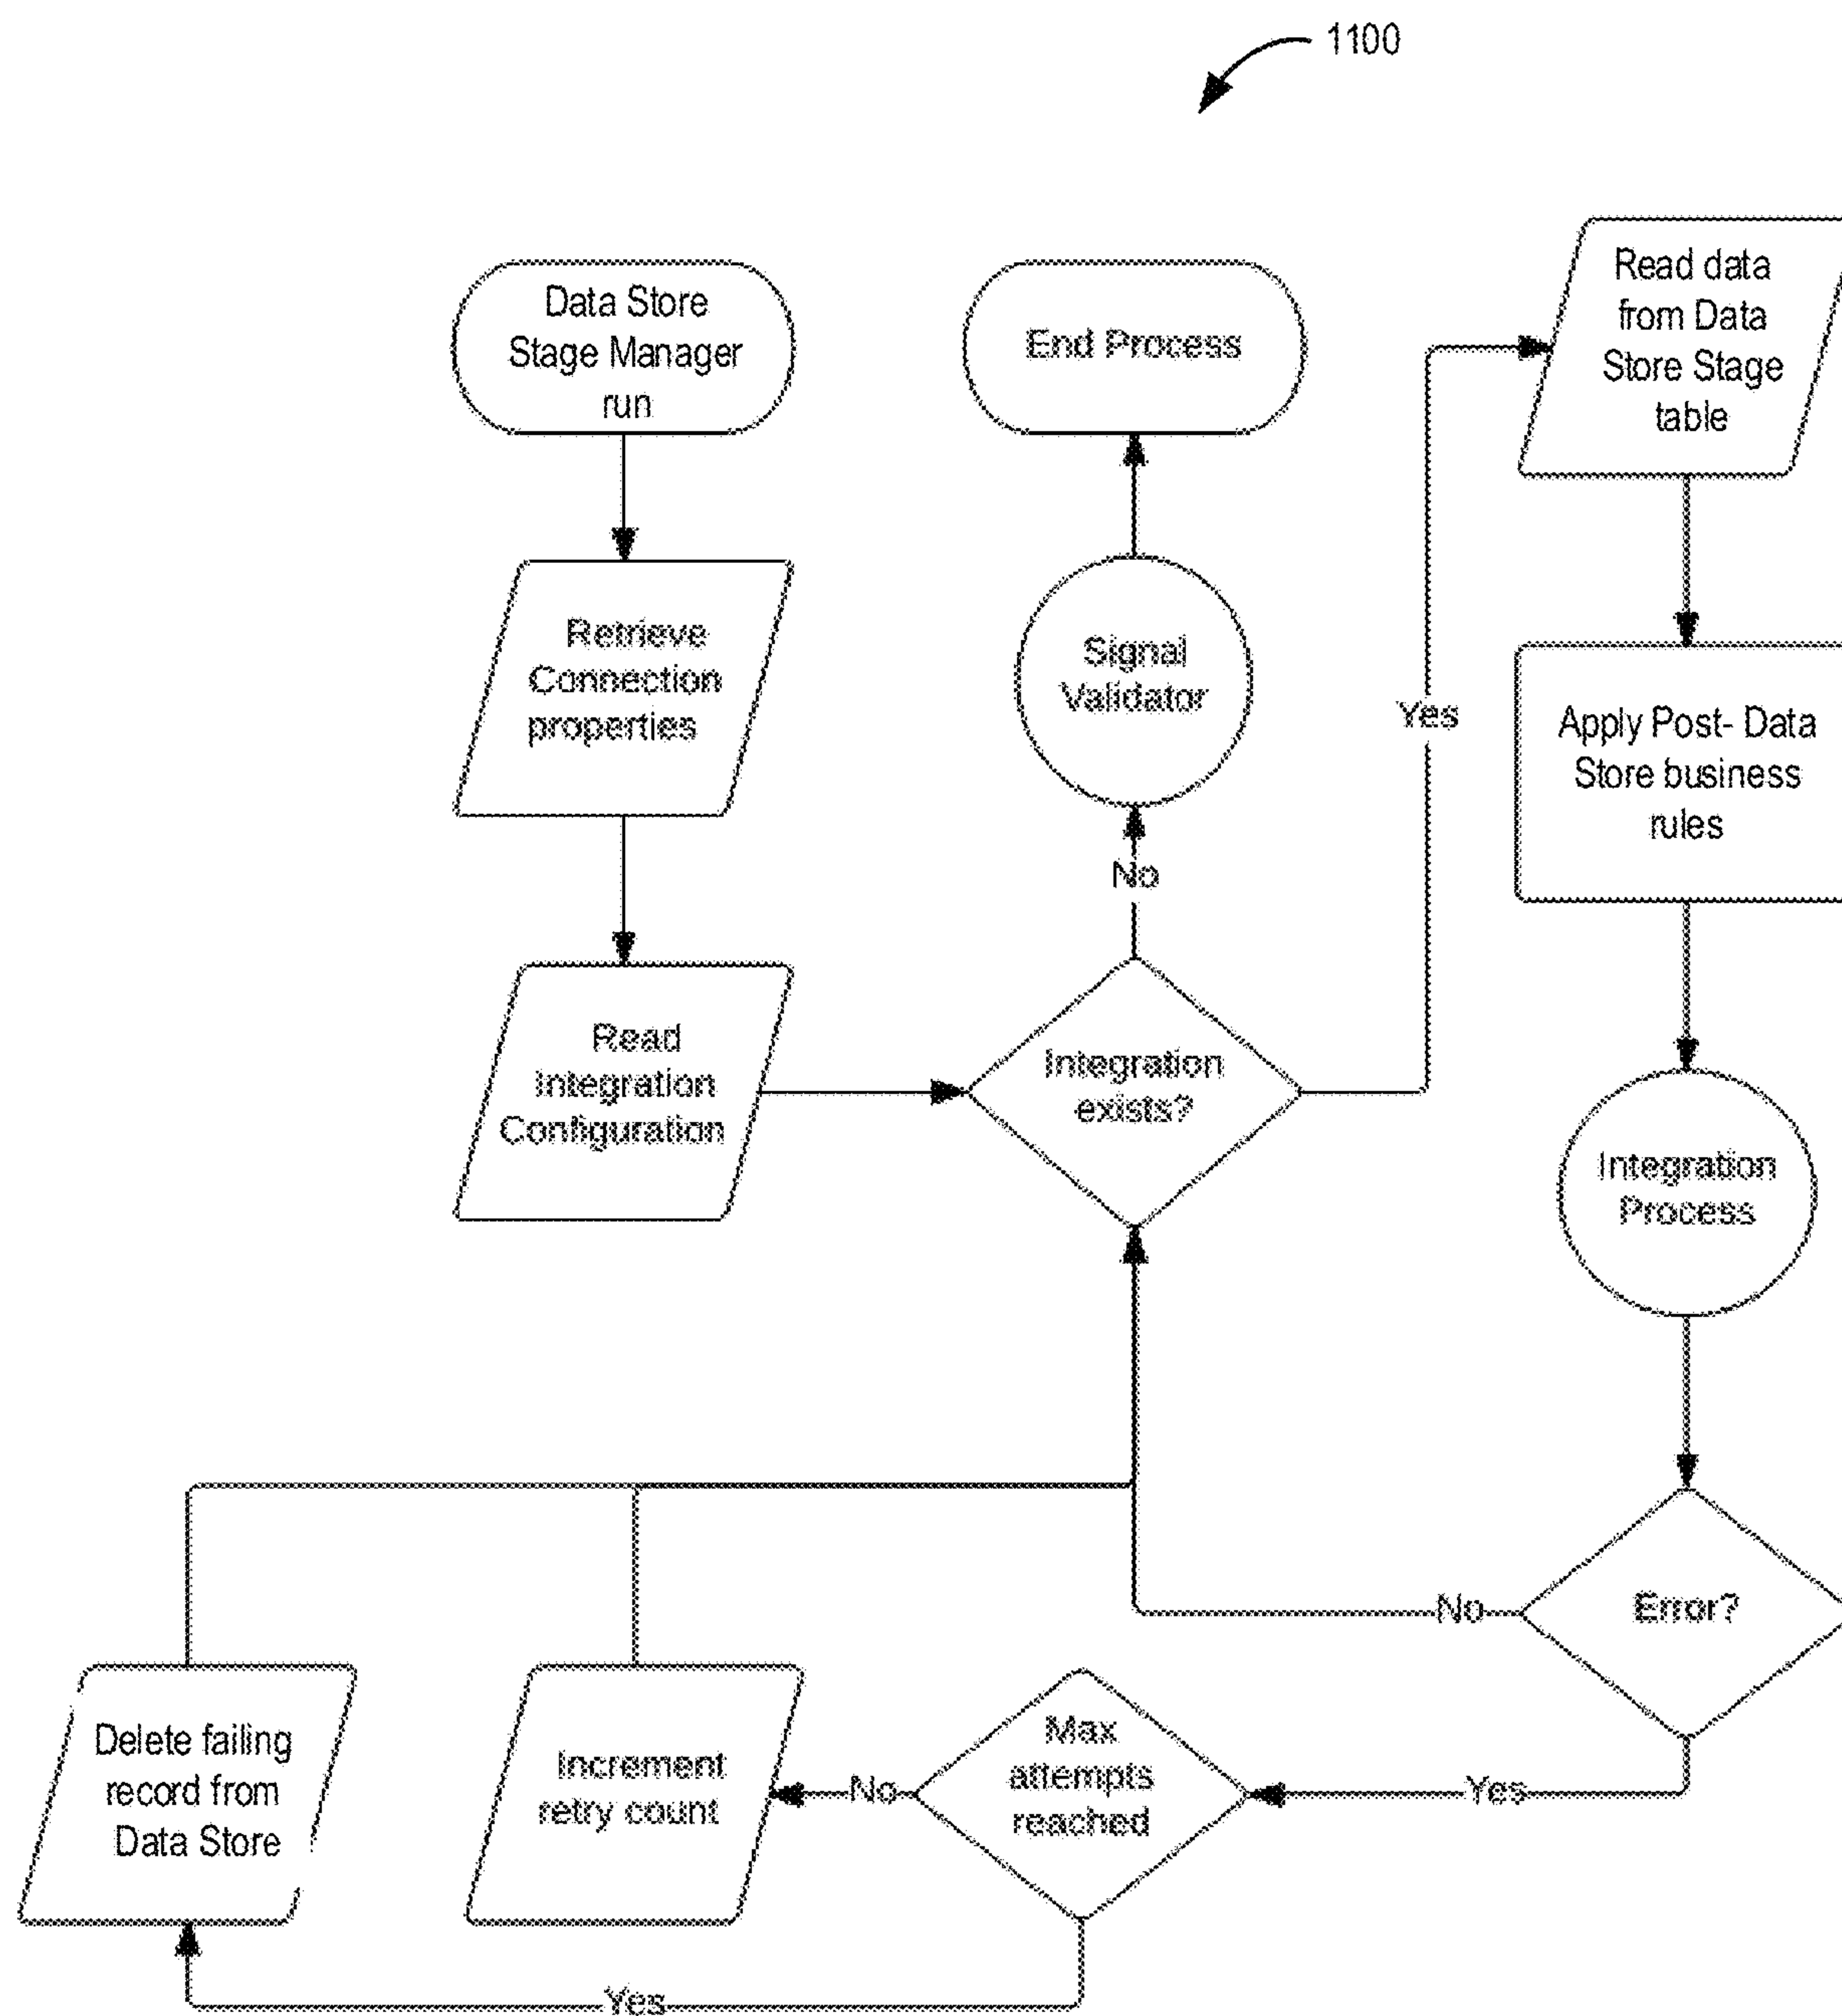 1100
Data Store
Stage Manager
run
End Process
Read data
from Data
Store Stage
table
Retrieve
Connection
properties
Signal
Validator
Yes
Apply Post- Data
Store business
rules
No
Read
Integration
Configuration
Integration
exists?
Integration
Process
Error?
No
Delete failing
record from
Data Store
Increment
retry count
No
Max
attempts
reached
Yes
Yes